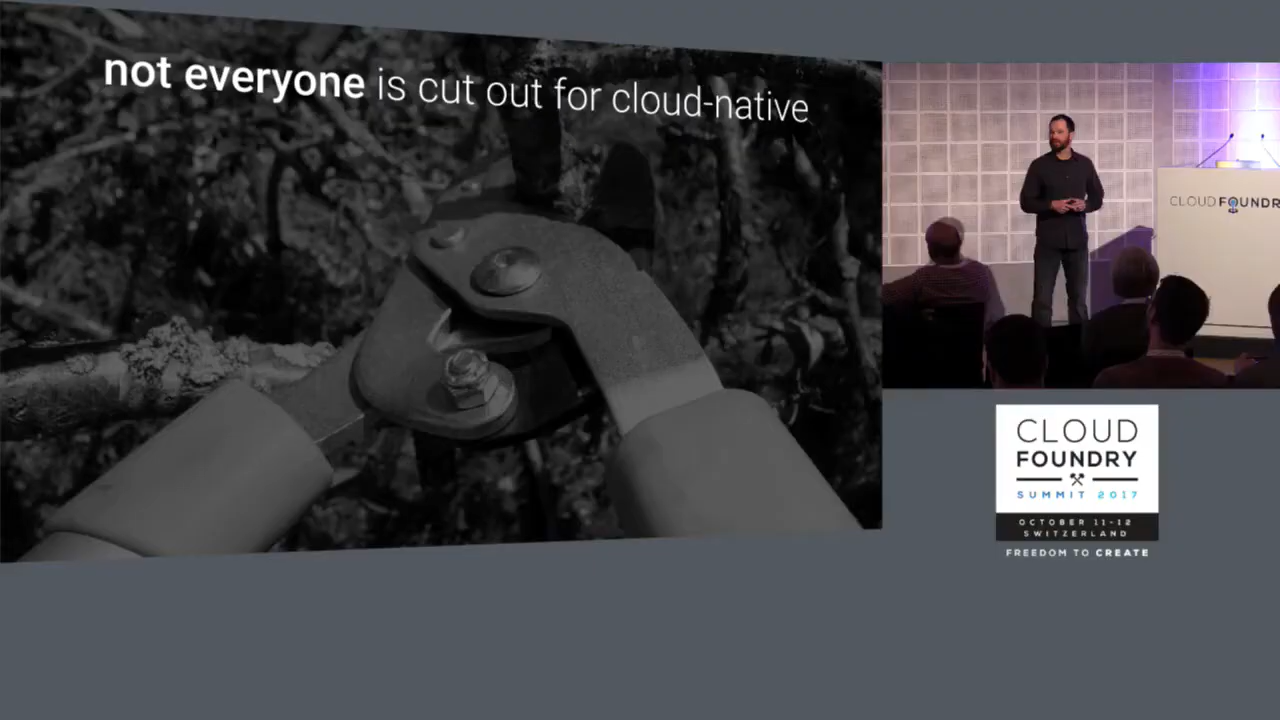 not everyone is cut out for cloud-native
CLOUD FOUNDR
CLOUD
FOUNDRY
SUMMIT 2017
OCTOBER 11-12
SWITZERLAND
FREEDOM TO CREATE